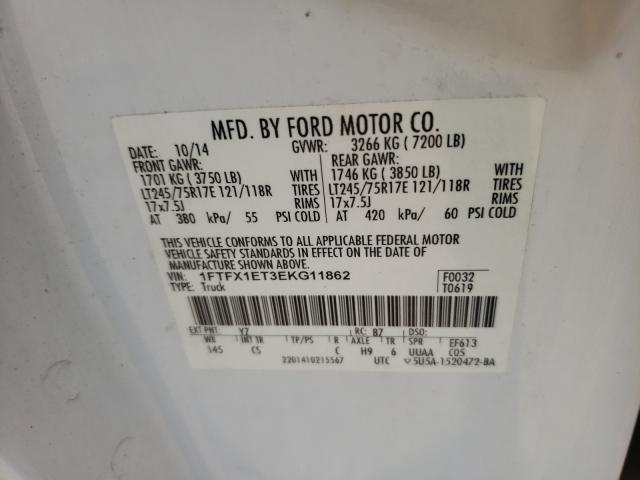 MFD. BY FORD MOTOR CO.
DATE: 10/14 GVWR: 3266 KG ( 7200 LB)
FRONT GAWR: REAR GAWR:
1701 KG ( 3750 LB) WITH 1746 KG ( 3850 LB) WITH
LT245/75R17E 121/118R TIRES LT245/75R17E 121/118R TIRES
17x7.5J RIMS 17x7.5J RIMS
AT 380 kPa/ 55 PSI COLD AT 420 kPa/ 60 PSI COLD
THIS VEHICLE CONFORMS TO ALL APPLICABLE FEDERAL MOTOR
VEHICLE SAFETY STANDARDS IN EFFECT ON THE DATE OF
MANUFACTURE SHOWN ABOVE.
VIN: 1FTFX1ET3EKG11862 F0032
TYPE: Truck T0619
EXT PNT: YZ RC: B7 DSO:
WB INT TR TP/PS R AXLE TR SPR EF613
145 CS C H9 6 UUAA C05
2201410215567 UTC 5U5A-1520472-BA